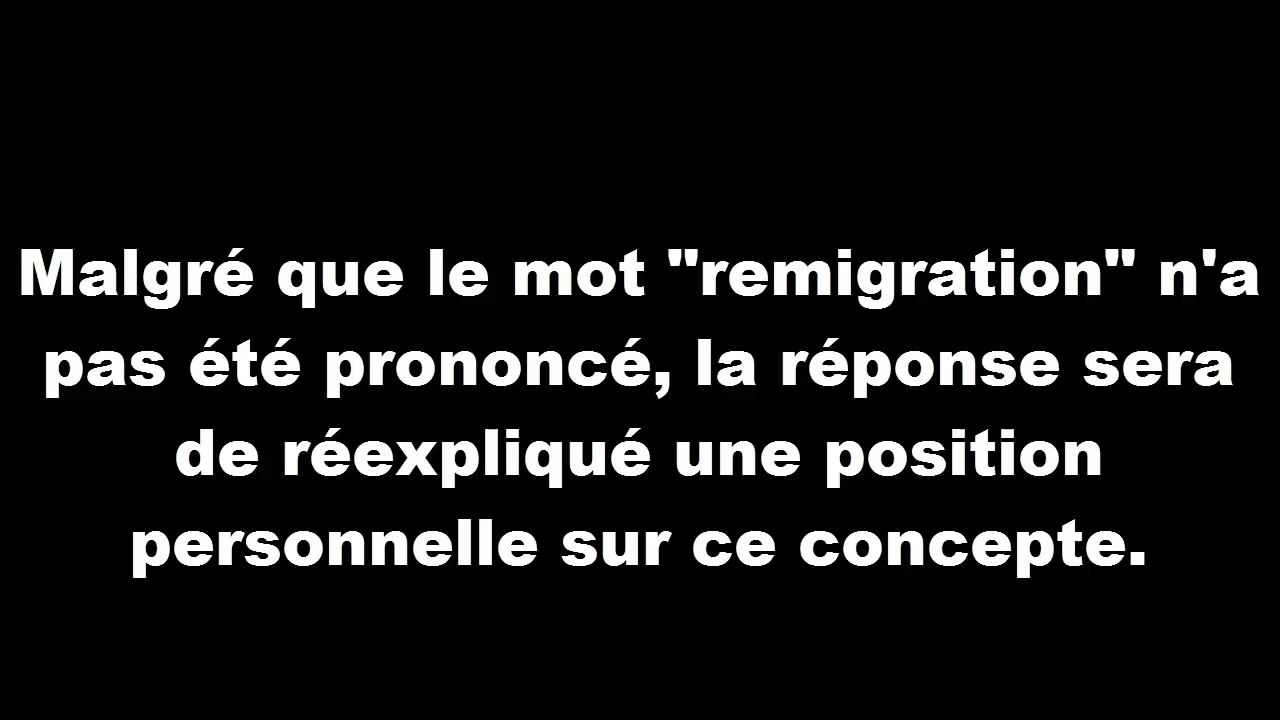 Malgré que le mot "remigration" n'a
pas été prononcé, la réponse sera
de réexpliqué une position
personnelle sur ce concepte.